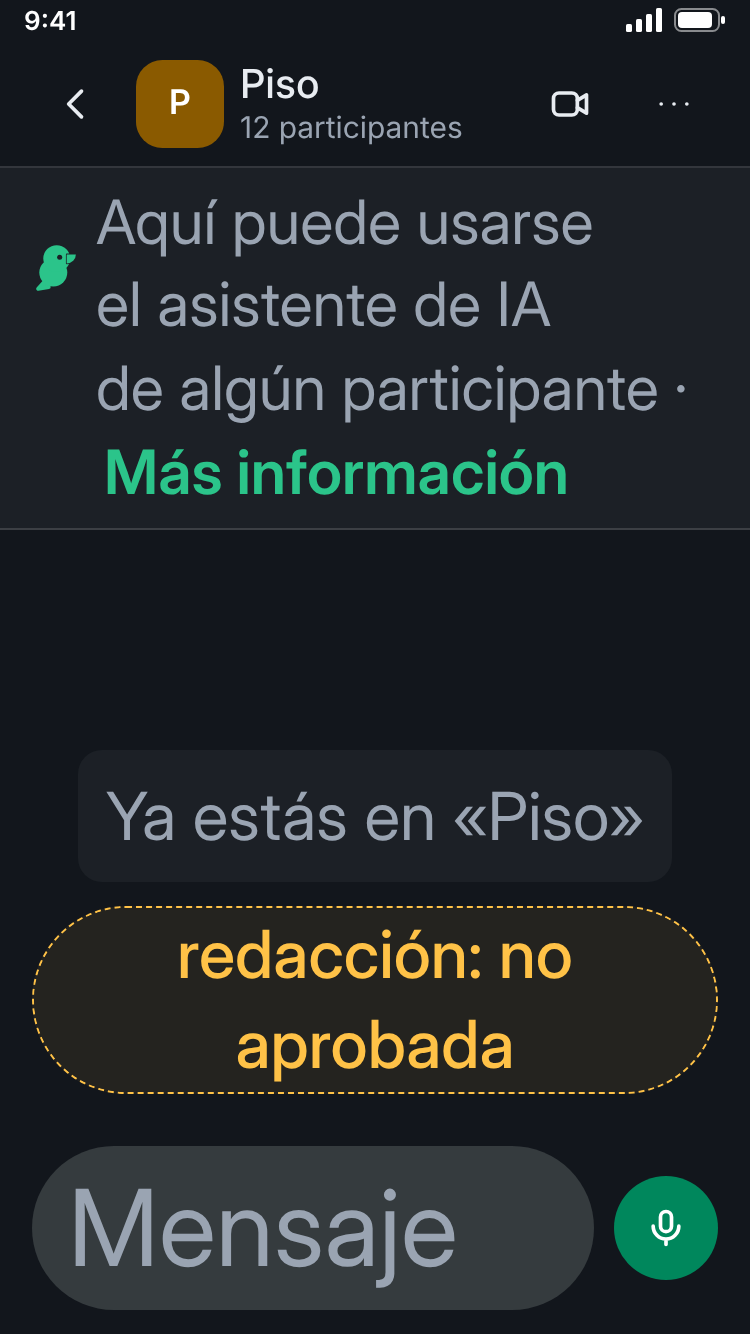 9:41
P
Piso
12 participantes
···
Aquí puede usarse
el asistente de IA
de algún participante ·
Más información
Ya estás en «Piso»
redacción: no
aprobada
Mensaje